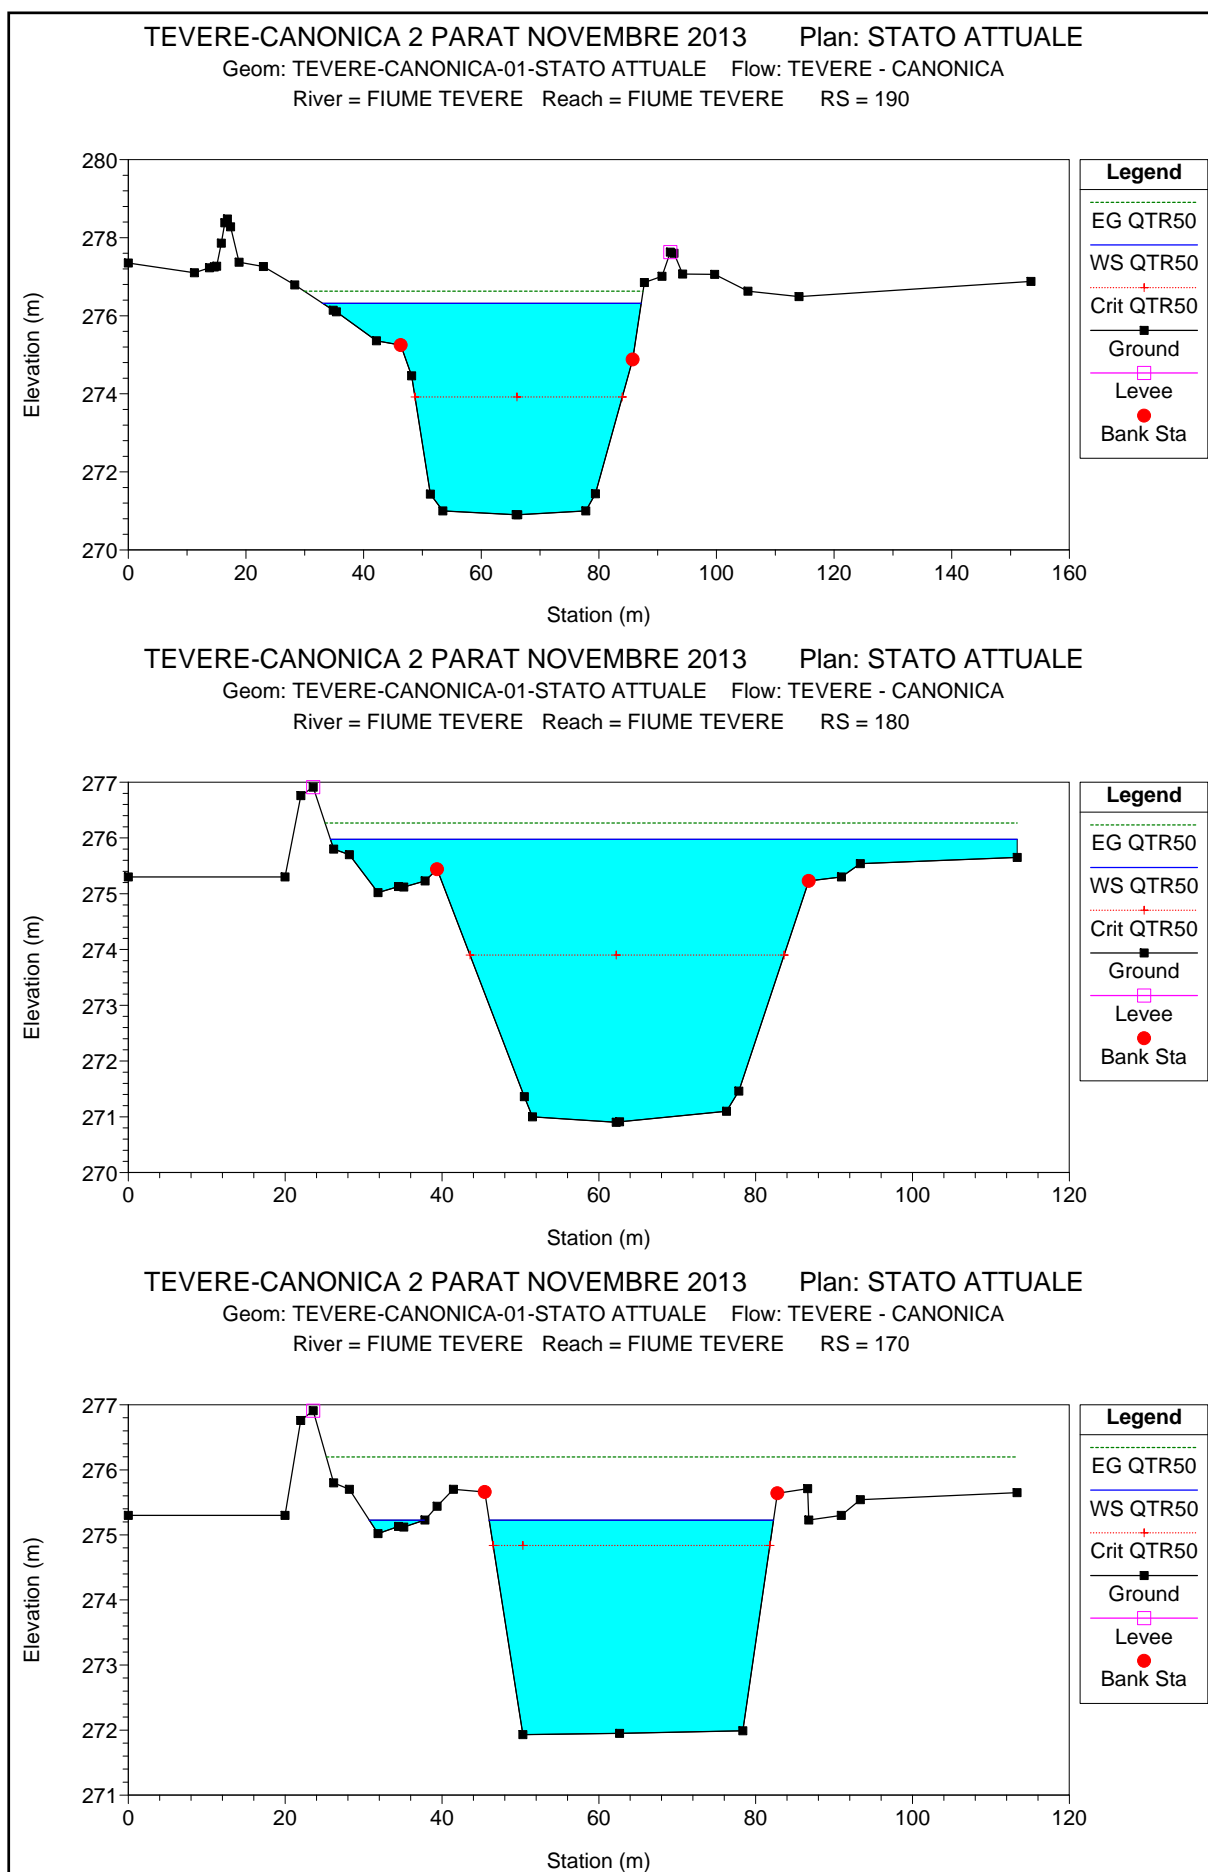 TEVERE-CANONICA 2 PARAT NOVEMBRE 2013 Plan: STATO ATTUALE
Geom: TEVERE-CANONICA-01-STATO ATTUALE Flow: TEVERE - CANONICA
River = FIUME TEVERE Reach = FIUME TEVERE RS = 190
Elevation (m)
280
278
276
274
272
270
0 20 40 60 80 100 120 140 160
Station (m)
Legend
EG QTR50
WS QTR50
Crit QTR50
Ground
Levee
Bank Sta
TEVERE-CANONICA 2 PARAT NOVEMBRE 2013 Plan: STATO ATTUALE
Geom: TEVERE-CANONICA-01-STATO ATTUALE Flow: TEVERE - CANONICA
River = FIUME TEVERE Reach = FIUME TEVERE RS = 180
Elevation (m)
277
276
275
274
273
272
271
270
0 20 40 60 80 100 120
Station (m)
Legend
EG QTR50
WS QTR50
Crit QTR50
Ground
Levee
Bank Sta
TEVERE-CANONICA 2 PARAT NOVEMBRE 2013 Plan: STATO ATTUALE
Geom: TEVERE-CANONICA-01-STATO ATTUALE Flow: TEVERE - CANONICA
River = FIUME TEVERE Reach = FIUME TEVERE RS = 170
Elevation (m)
277
276
275
274
273
272
271
0 20 40 60 80 100 120
Station (m)
Legend
EG QTR50
WS QTR50
Crit QTR50
Ground
Levee
Bank Sta